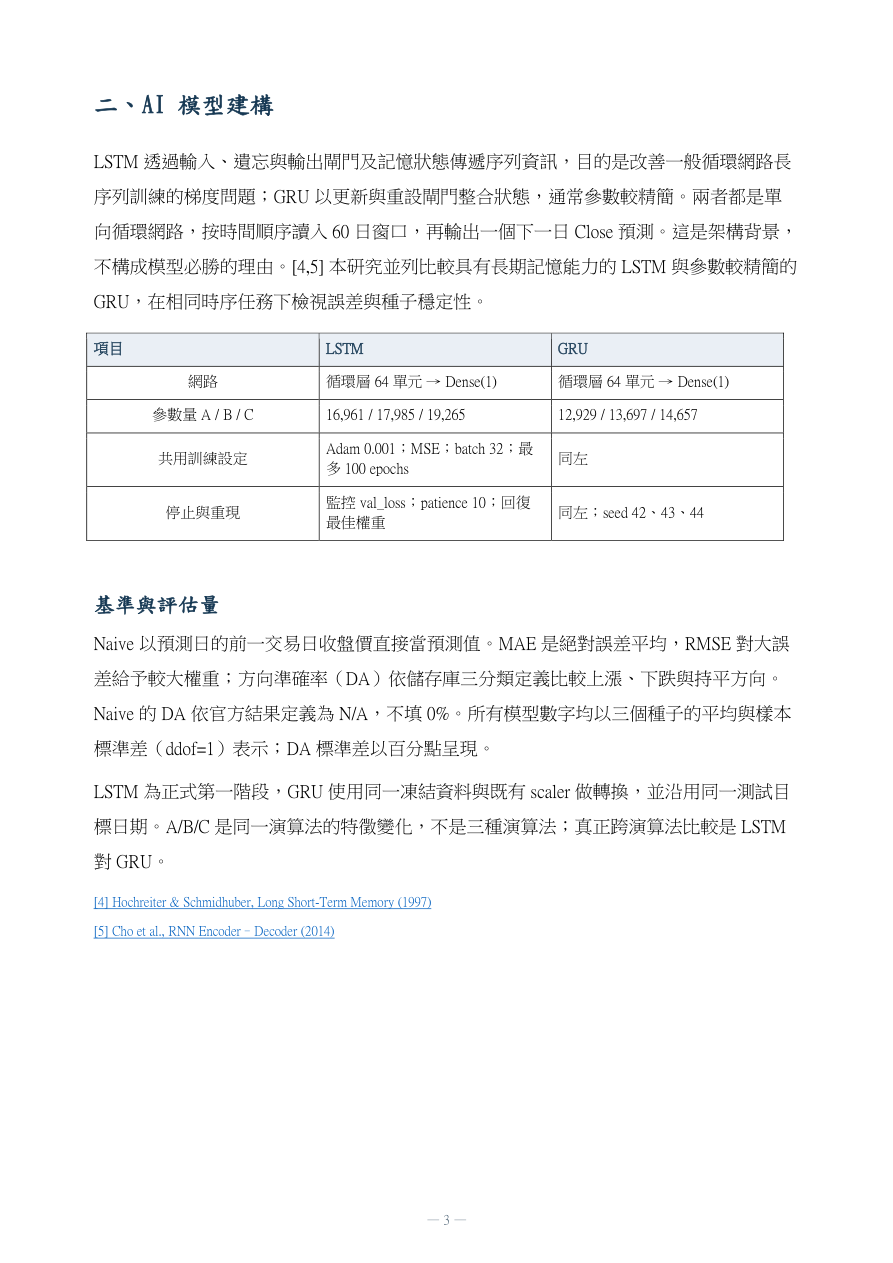 二、AI 模型建構
LSTM 透過輸入、遺忘與輸出閘門及記憶狀態傳遞序列資訊，目的是改善一般循環網路長
序列訓練的梯度問題；GRU 以更新與重設閘門整合狀態，通常參數較精簡。兩者都是單
向循環網路，按時間順序讀入 60 日窗口，再輸出一個下一日 Close 預測。這是架構背景，
不構成模型必勝的理由。[4,5] 本研究並列比較具有長期記憶能力的 LSTM 與參數較精簡的
GRU，在相同時序任務下檢視誤差與種子穩定性。
項目 LSTM GRU
網路 循環層 64 單元 → Dense(1) 循環層 64 單元 → Dense(1)
參數量 A / B / C 16,961 / 17,985 / 19,265 12,929 / 13,697 / 14,657
共用訓練設定 Adam 0.001；MSE；batch 32；最
多 100 epochs 同左
停止與重現 監控 val_loss；patience 10；回復
最佳權重 同左；seed 42、43、44
基準與評估量
Naive 以預測日的前一交易日收盤價直接當預測值。MAE 是絕對誤差平均，RMSE 對大誤
差給予較大權重；方向準確率（DA）依儲存庫三分類定義比較上漲、下跌與持平方向。
Naive 的 DA 依官方結果定義為 N/A，不填 0%。所有模型數字均以三個種子的平均與樣本
標準差（ddof=1）表示；DA 標準差以百分點呈現。
LSTM 為正式第一階段，GRU 使用同一凍結資料與既有 scaler 做轉換，並沿用同一測試目
標日期。A/B/C 是同一演算法的特徵變化，不是三種演算法；真正跨演算法比較是 LSTM
對 GRU。
[4] Hochreiter & Schmidhuber, Long Short-Term Memory (1997)
[5] Cho et al., RNN Encoder–Decoder (2014)
— 3 —